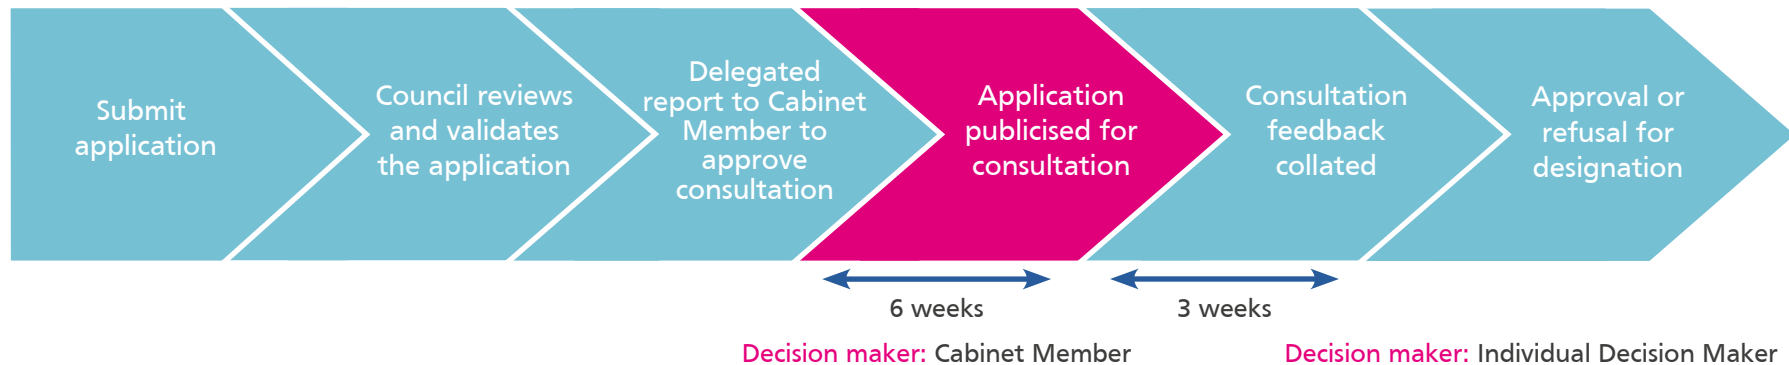 Submit
application
Council reviews
and validates
the application
Delegated
report to Cabinet
Member to
approve
consultation
Application
publicised for
consultation
Consultation
feedback
collated
Approval or
refusal for
designation
6 weeks
3 weeks
Decision maker: Cabinet Member
Decision maker: Individual Decision Maker